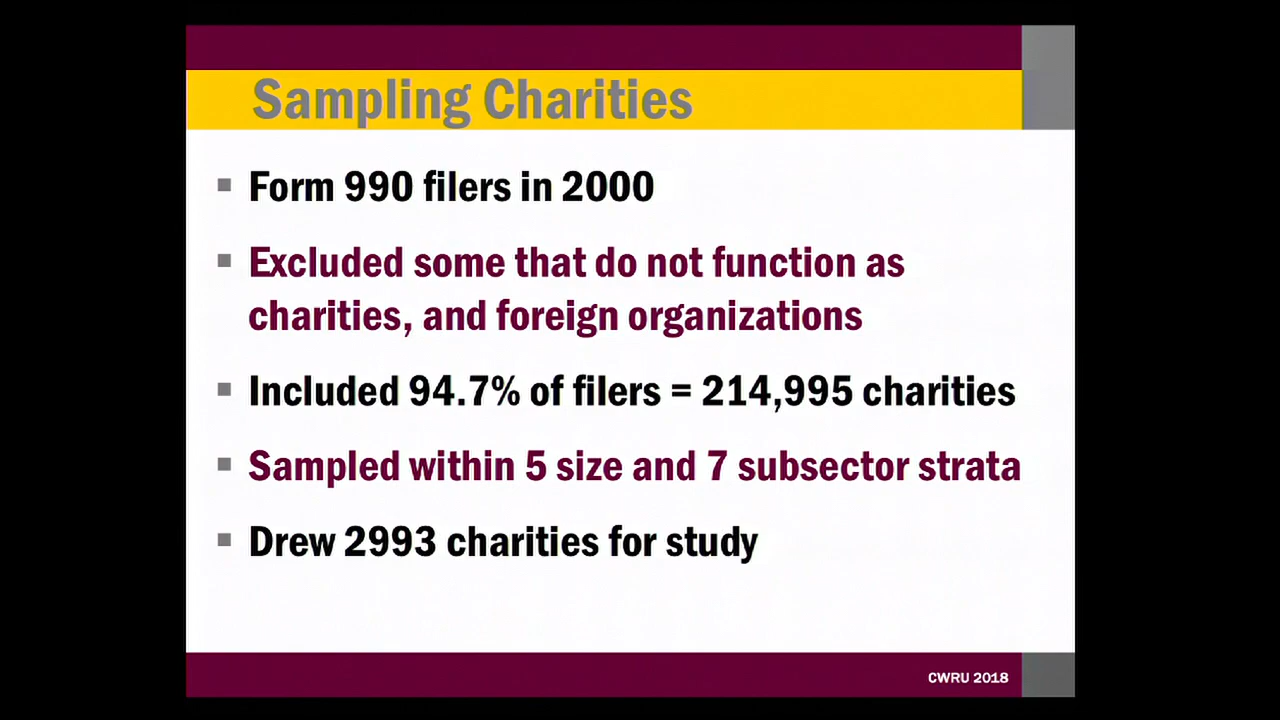 Sampling Charities
▪ Form 990 filers in 2000
▪ Excluded some that do not function as
charities, and foreign organizations
▪ Included 94.7% of filers = 214,995 charities
▪ Sampled within 5 size and 7 subsector strata
▪ Drew 2993 charities for study
CWRU 2018